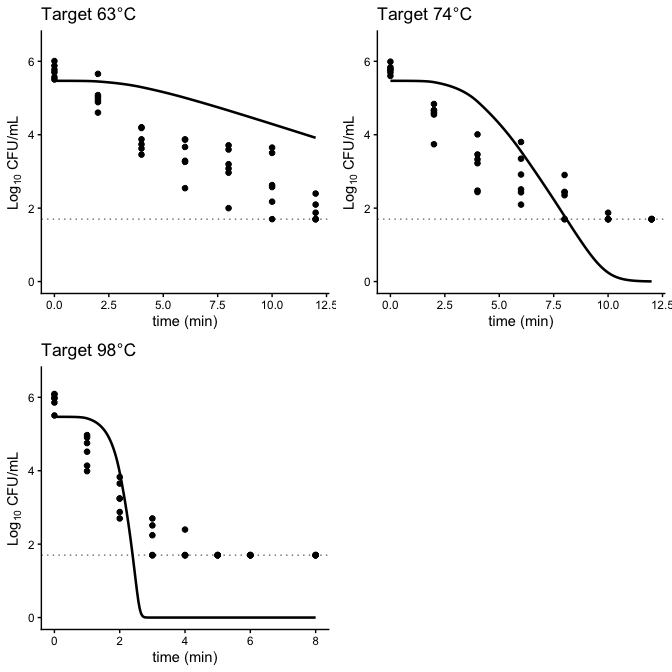 Target 63°C
Log₁₀ CFU/mL
6
4
2
0
0.0 2.5 5.0 7.5 10.0 12.5
time (min)
Target 74°C
Log₁₀ CFU/mL
6
4
2
0
0.0 2.5 5.0 7.5 10.0 12.5
time (min)
Target 98°C
Log₁₀ CFU/mL
6
4
2
0
0 2 4 6 8
time (min)